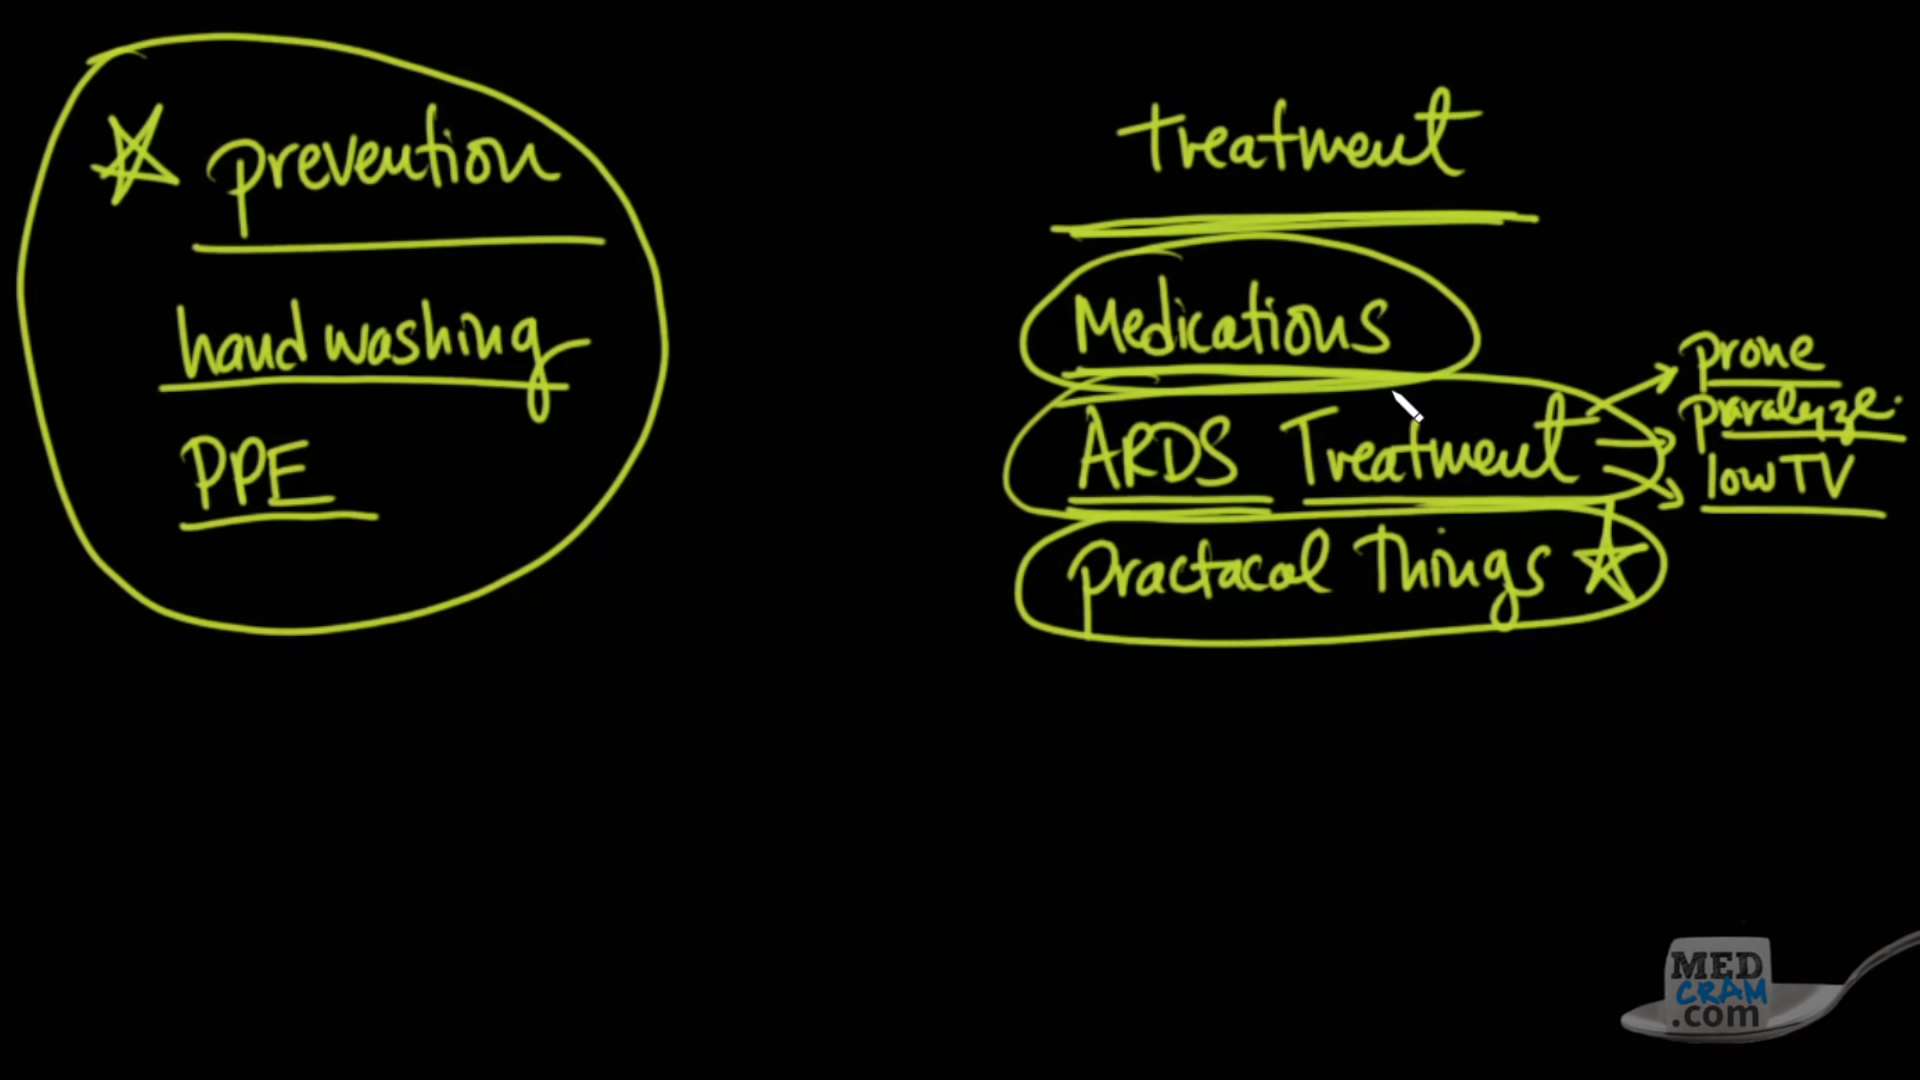 prevention
hand washing
PPE
Treatment
Medications
ARDS Treatment
practacal Things
prone
paralyze.
low TV
MED
CRAM
.com